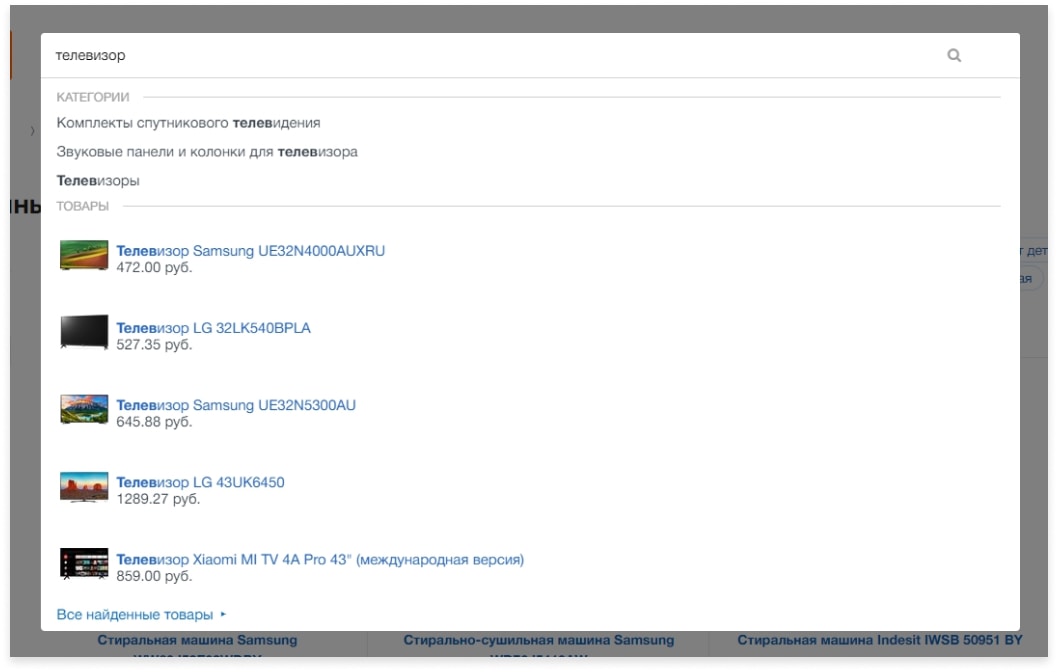 телевизор
КАТЕГОРИИ
Комплекты спутникового телевидения
Звуковые панели и колонки для телевизора
Телевизоры
ТОВАРЫ
Телевизор Samsung UE32N4000AUXRU
472.00 руб.
Телевизор LG 32LK540BPLA
527.35 руб.
Телевизор Samsung UE32N5300AU
645.88 руб.
Телевизор LG 43UK6450
1289.27 руб.
Телевизор Xiaomi MI TV 4A Pro 43" (международная версия)
859.00 руб.
Все найденные товары
Стиральная машина Samsung
Стирально-сушильная машина Samsung
Стиральная машина Indesit IWSB 50951 BY